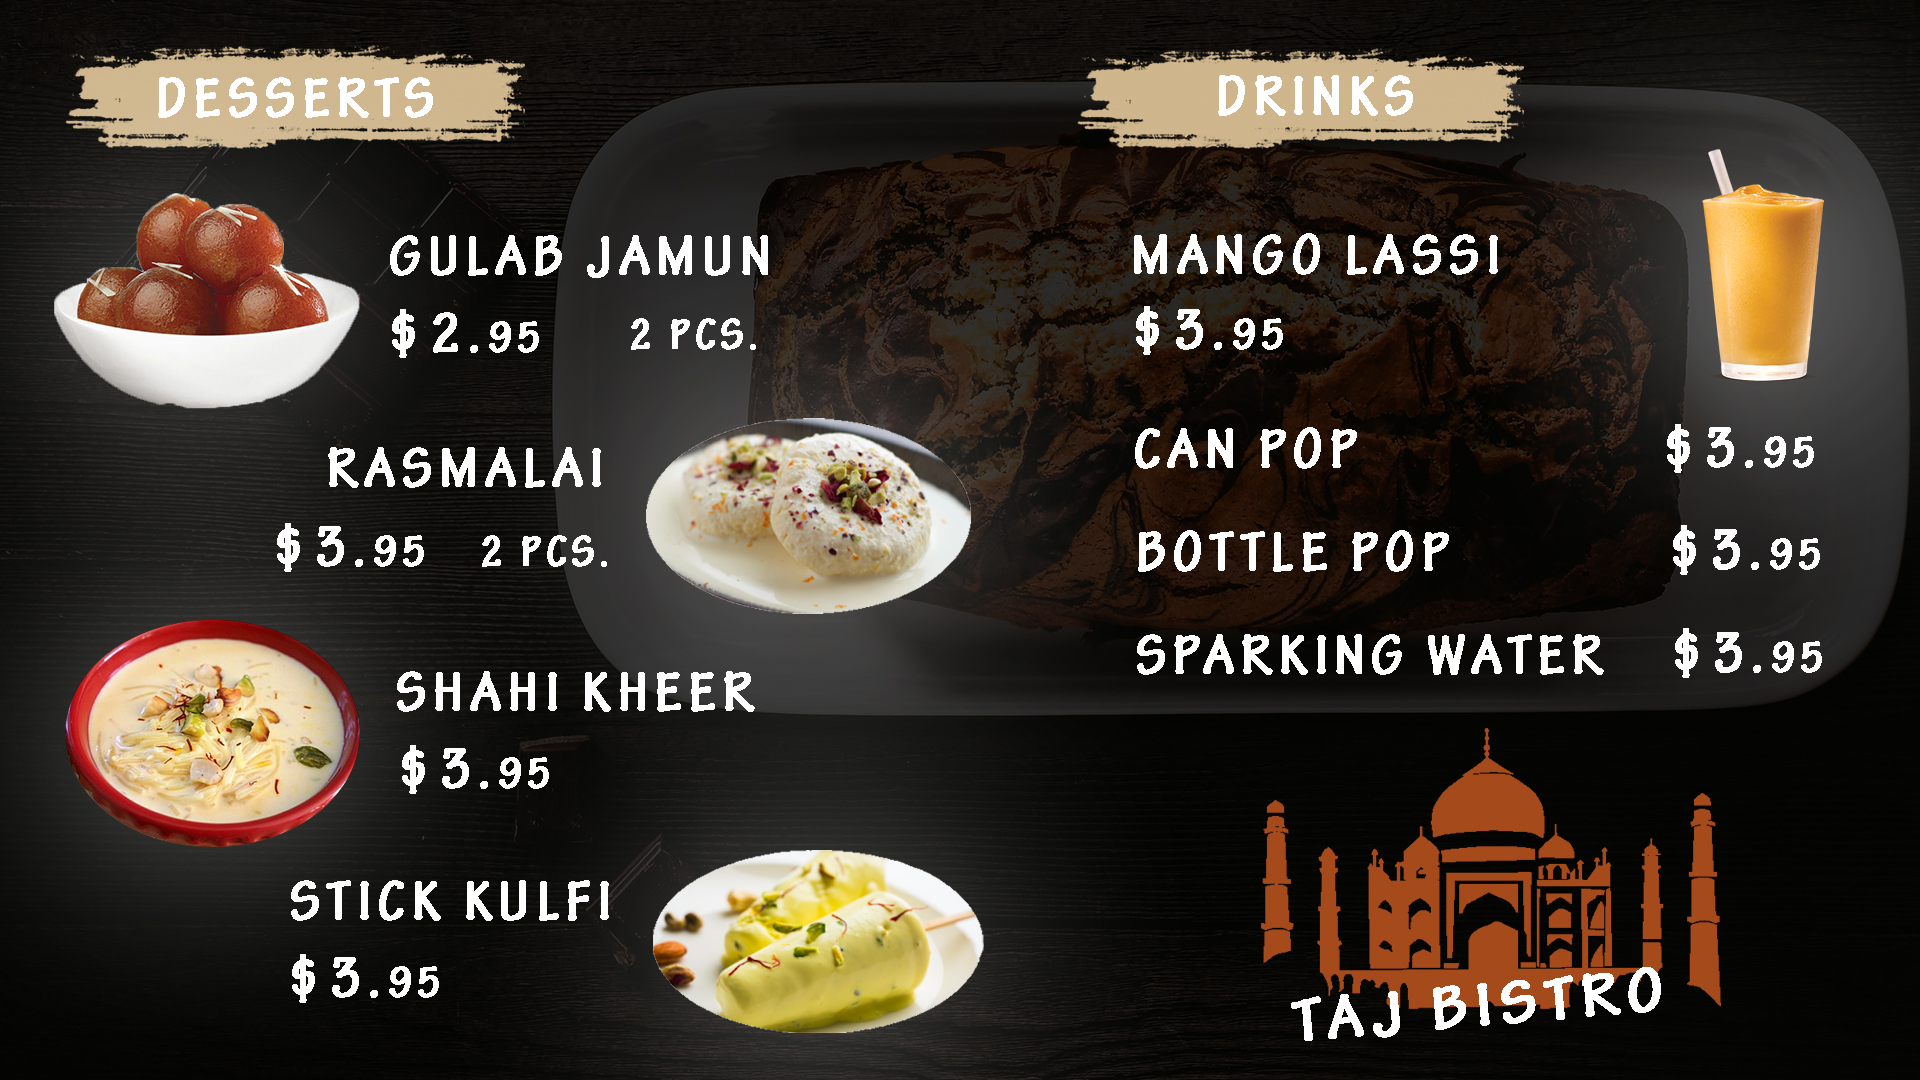 DESSERTS
GULAB JAMUN
$ 2.95 2 PCS.
RASMALAI
$ 3.95 2 PCS.
SHAHI KHEER
$ 3.95
STICK KULFI
$ 3.95
DRINKS
MANGO LASSI
$ 3.95
CAN POP $ 3.95
BOTTLE POP $ 3.95
SPARKING WATER $ 3.95
TAJ BISTRO